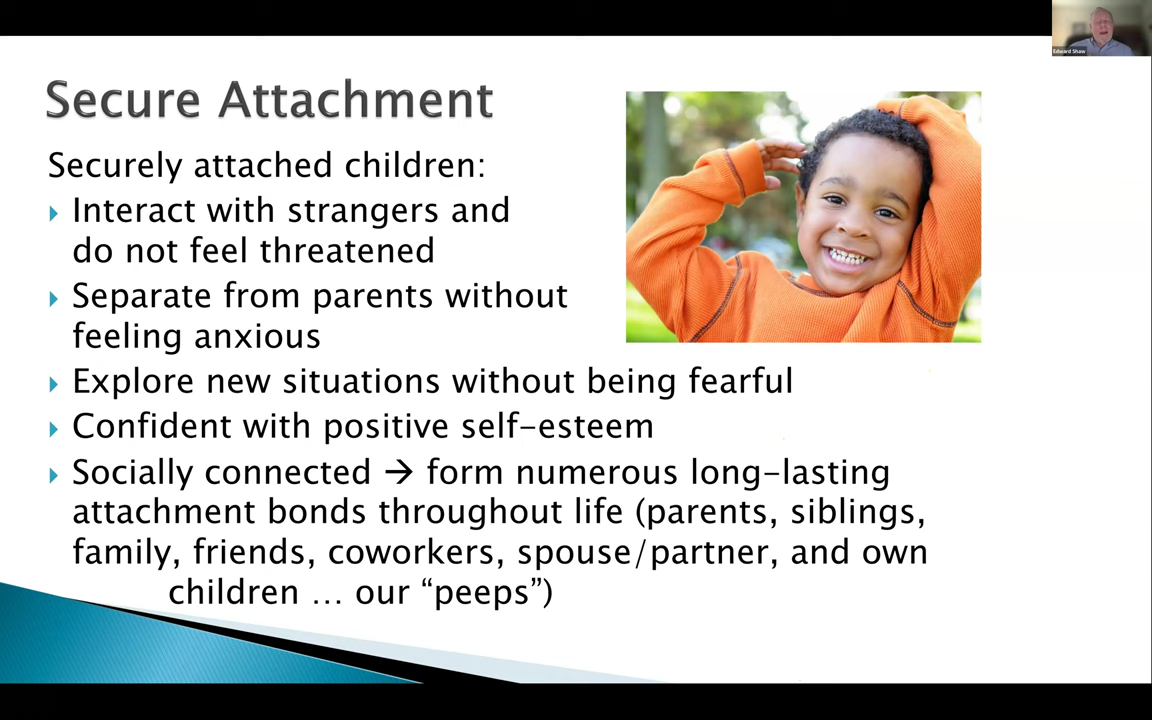 Edward Shaw
Secure Attachment
Securely attached children:
Interact with strangers and
do not feel threatened
Separate from parents without
feeling anxious
Explore new situations without being fearful
Confident with positive self-esteem
Socially connected → form numerous long-lasting
attachment bonds throughout life (parents, siblings,
family, friends, coworkers, spouse/partner, and own
children … our “peeps”)